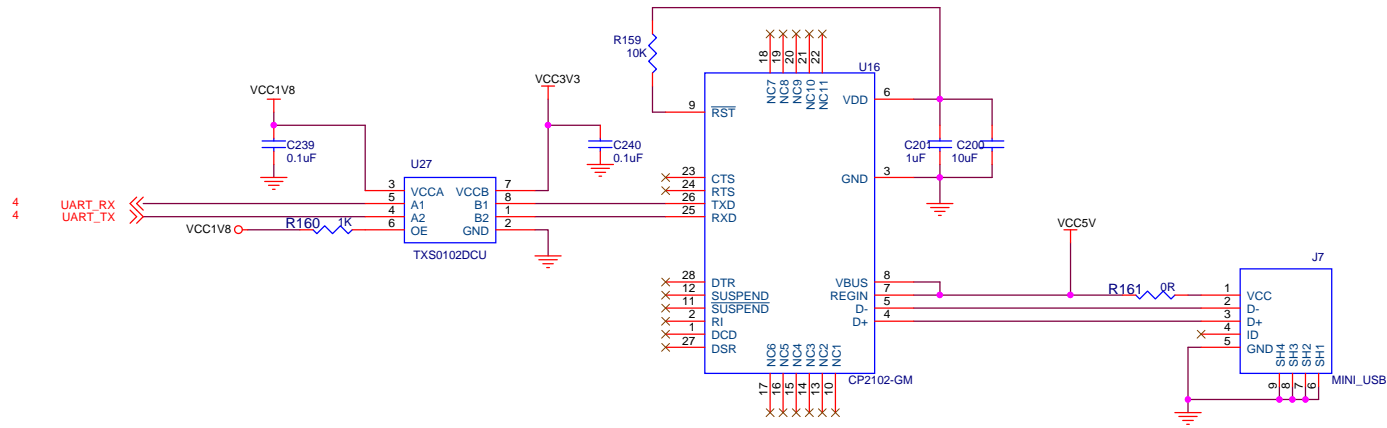 R159
10K
18
19
20
21
22
NC7
NC8
NC9
NC10
NC11
U16
VCC1V8
VCC3V3
9
RST
VDD
6
C239
0.1uF
C240
0.1uF
C201
1uF
C200
10uF
U27
3
VCCA
VCCB
7
23
CTS
24
RTS
GND
3
4
UART_RX
5
A1
B1
8
26
TXD
4
UART_TX
4
A2
B2
1
25
RXD
VCC1V8
R160
1K
6
OE
GND
2
TXS0102DCU
VCC5V
J7
28
DTR
VBUS
8
12
SUSPEND
REGIN
7
R161
0R
1
VCC
11
SUSPEND
D-
5
2
D-
2
RI
D+
4
3
D+
1
DCD
4
ID
27
DSR
5
GND
NC6
NC5
NC4
NC3
NC2
NC1
17
16
15
14
13
10
CP2102-GM
SH4
SH3
SH2
SH1
9
8
7
6
MINI_USB